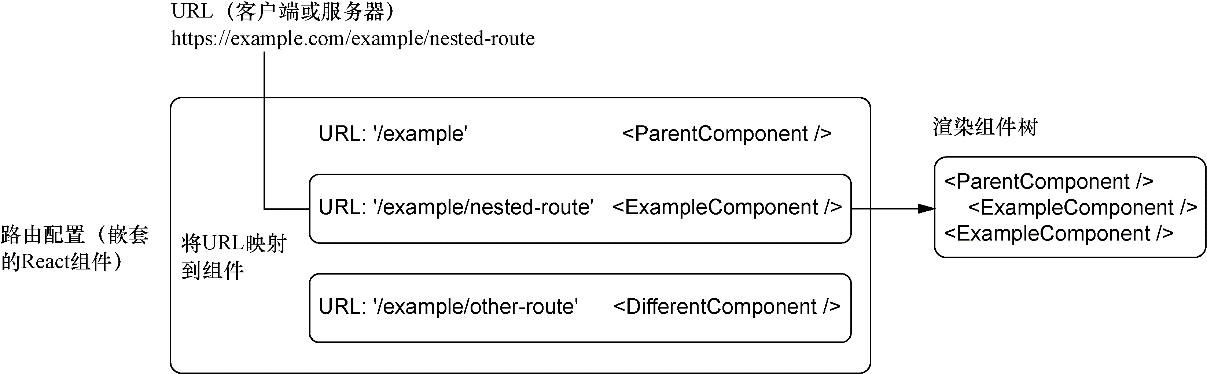 URL（客户端或服务器）
https://example.com/example/nested-route
URL: '/example' <ParentComponent />
URL: '/example/nested-route' <ExampleComponent />
URL: '/example/other-route' <DifferentComponent />
路由配置（嵌套
的React组件）
将URL映射
到组件
渲染组件树
<ParentComponent />
<ExampleComponent />
<ExampleComponent />